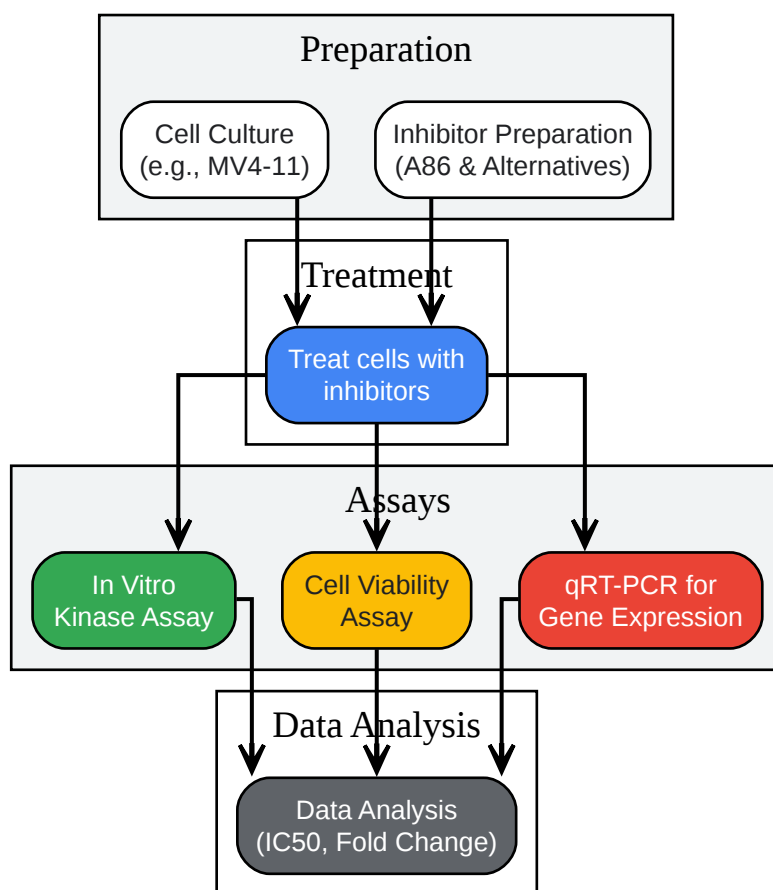 Preparation
Cell Culture
(e.g., MV4-11)
Inhibitor Preparation
(A86 & Alternatives)
Treatment
Treat cells with
inhibitors
Assays
In Vitro
Kinase Assay
Cell Viability
Assay
qRT-PCR for
Gene Expression
Data Analysis
Data Analysis
(IC50, Fold Change)